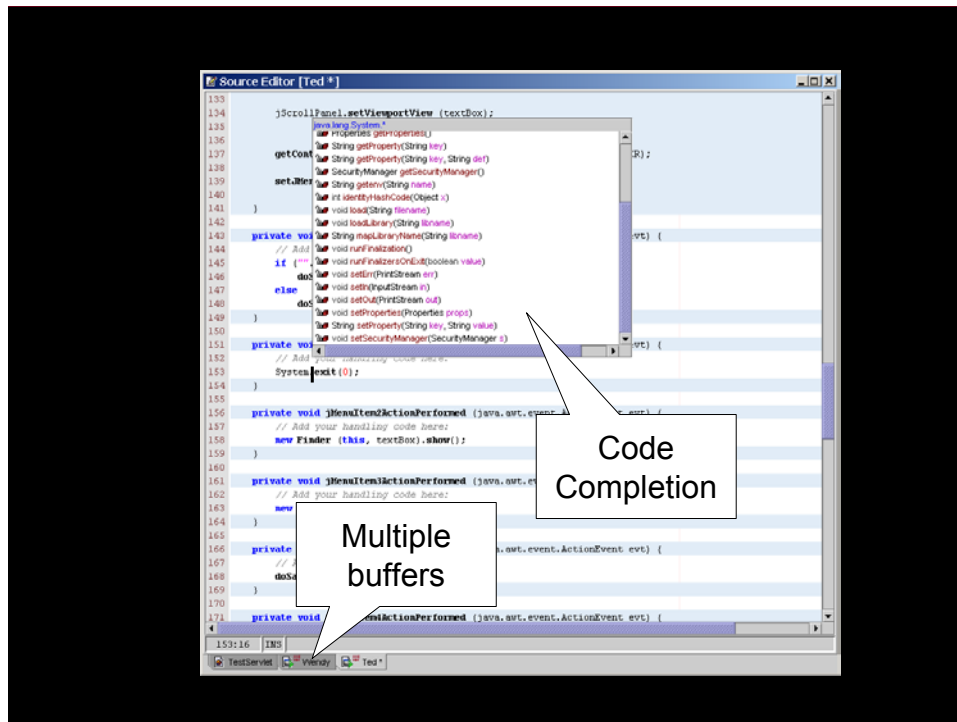 Source Editor [Ted *]
133
134 jScrollPanel.setViewportView (textBox);
135
java.lang.System.*
Properties getProperties()
136
String getProperty(String key)
137 getCont R);
String getProperty(String key, String def)
138
SecurityManager getSecurityManager()
139 setJMen
String getenv(String name)
140
int identityHashCode(Object x)
141 }
void load(String filename)
142
void loadLibrary(String libname)
143 private voi evt) {
String mapLibraryName(String libname)
144 // Add
void runFinalization()
145 if (""
void runFinalizersOnExit(boolean value)
146 doS
void setErr(PrintStream err)
147 else
void setIn(InputStream in)
148 doS
void setOut(PrintStream out)
149 }
void setProperties(Properties props)
150
String setProperty(String key, String value)
151 private voi evt) {
void setSecurityManager(SecurityManager s)
152 // Add your handling code here:
153 System.exit(0);
154 }
155
156 private void jMenuItem2ActionPerformed (java.awt.event.A evt) {
157 // Add your handling code here:
158 new Finder (this, textBox).show();
159 }
160
161 private void jMenuItem3ActionPerformed (java.awt.ev
162 // Add your handling code here:
163 new
164 }
165
166 private .awt.event.ActionEvent evt) {
167 //
168 doSa
169 }
170
171 private void ActionPerformed (java.awt.event.ActionEvent evt) {
Code
Completion
Multiple
buffers
153:16 INS
TestServlet Wendy Ted *